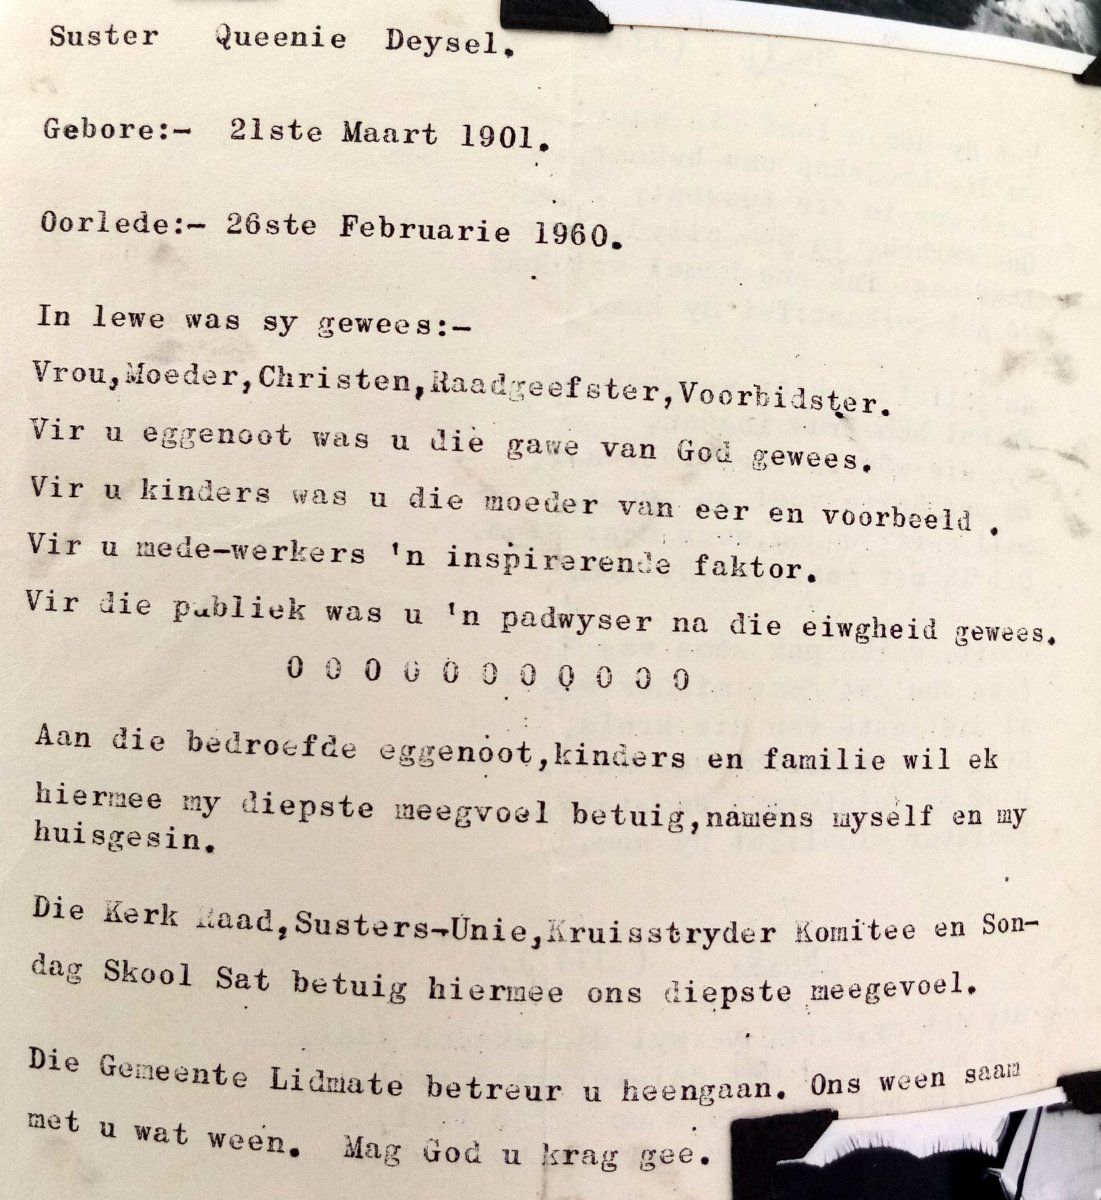 Suster Queenie Deysel.
Gebore:- 21ste Maart 1901.
Oorlede:- 26ste Februarie 1960.
In lewe was sy gewees:-
Vrou,Moeder,Christen,Raadgeefster,Voorbidster.
Vir u eggenoot was u die gawe van God gewees.
Vir u kinders was u die moeder van eer en voorbeeld .
Vir u mede-werkers 'n inspirerende faktor.
Vir die publiek was u 'n padwyser na die eiwgheid gewees.
0 0 0 0 0 0 0 0 0 0 0
Aan die bedroefde eggenoot,kinders en familie wil ek
hiermee my diepste meegvoel betuig,namens myself en my
huisgesin.
Die Kerk Raad,Susters-Unie,Kruisstryder Komitee en Son-
dag Skool Sat betuig hiermee ons diepste meegevoel.
Die Gemeente Lidmate betreur u heengaan. Ons ween saam
met u wat ween. Mag God u krag gee.